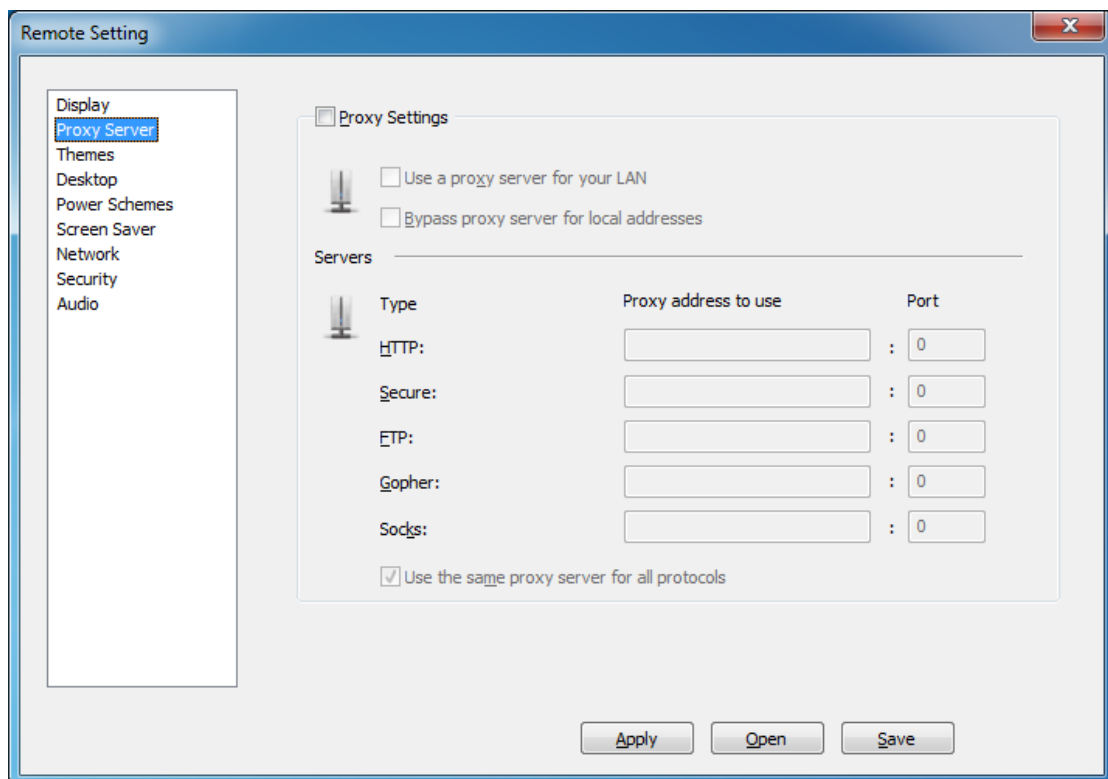 Remote Setting
Display
Proxy Server
Themes
Desktop
Power Schemes
Screen Saver
Network
Security
Audio
Proxy Settings
Use a proxy server for your LAN
Bypass proxy server for local addresses
Servers
Type Proxy address to use Port
HTTP: : 0
Secure: : 0
FTP: : 0
Gopher: : 0
Socks: : 0
Use the same proxy server for all protocols
Apply Open Save